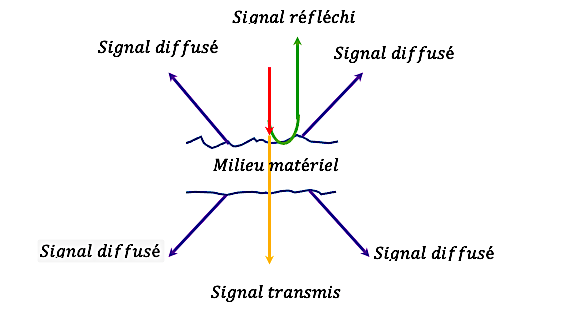 Signal réfléchi
Signal diffusé
Signal diffusé
Milieu matériel
Signal diffusé
Signal diffusé
Signal transmis